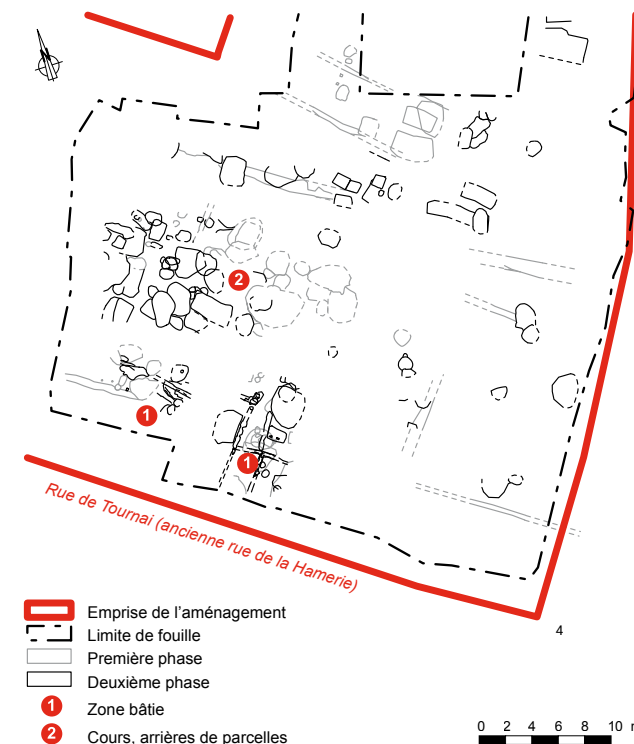 2
1
1
Rue de Tournai (ancienne rue de la Hamerie)
4
Emprise de l'aménagement
Limite de fouille
Première phase
Deuxième phase
1 Zone bâtie
2 Cours, arrières de parcelles
0 2 4 6 8 10 m